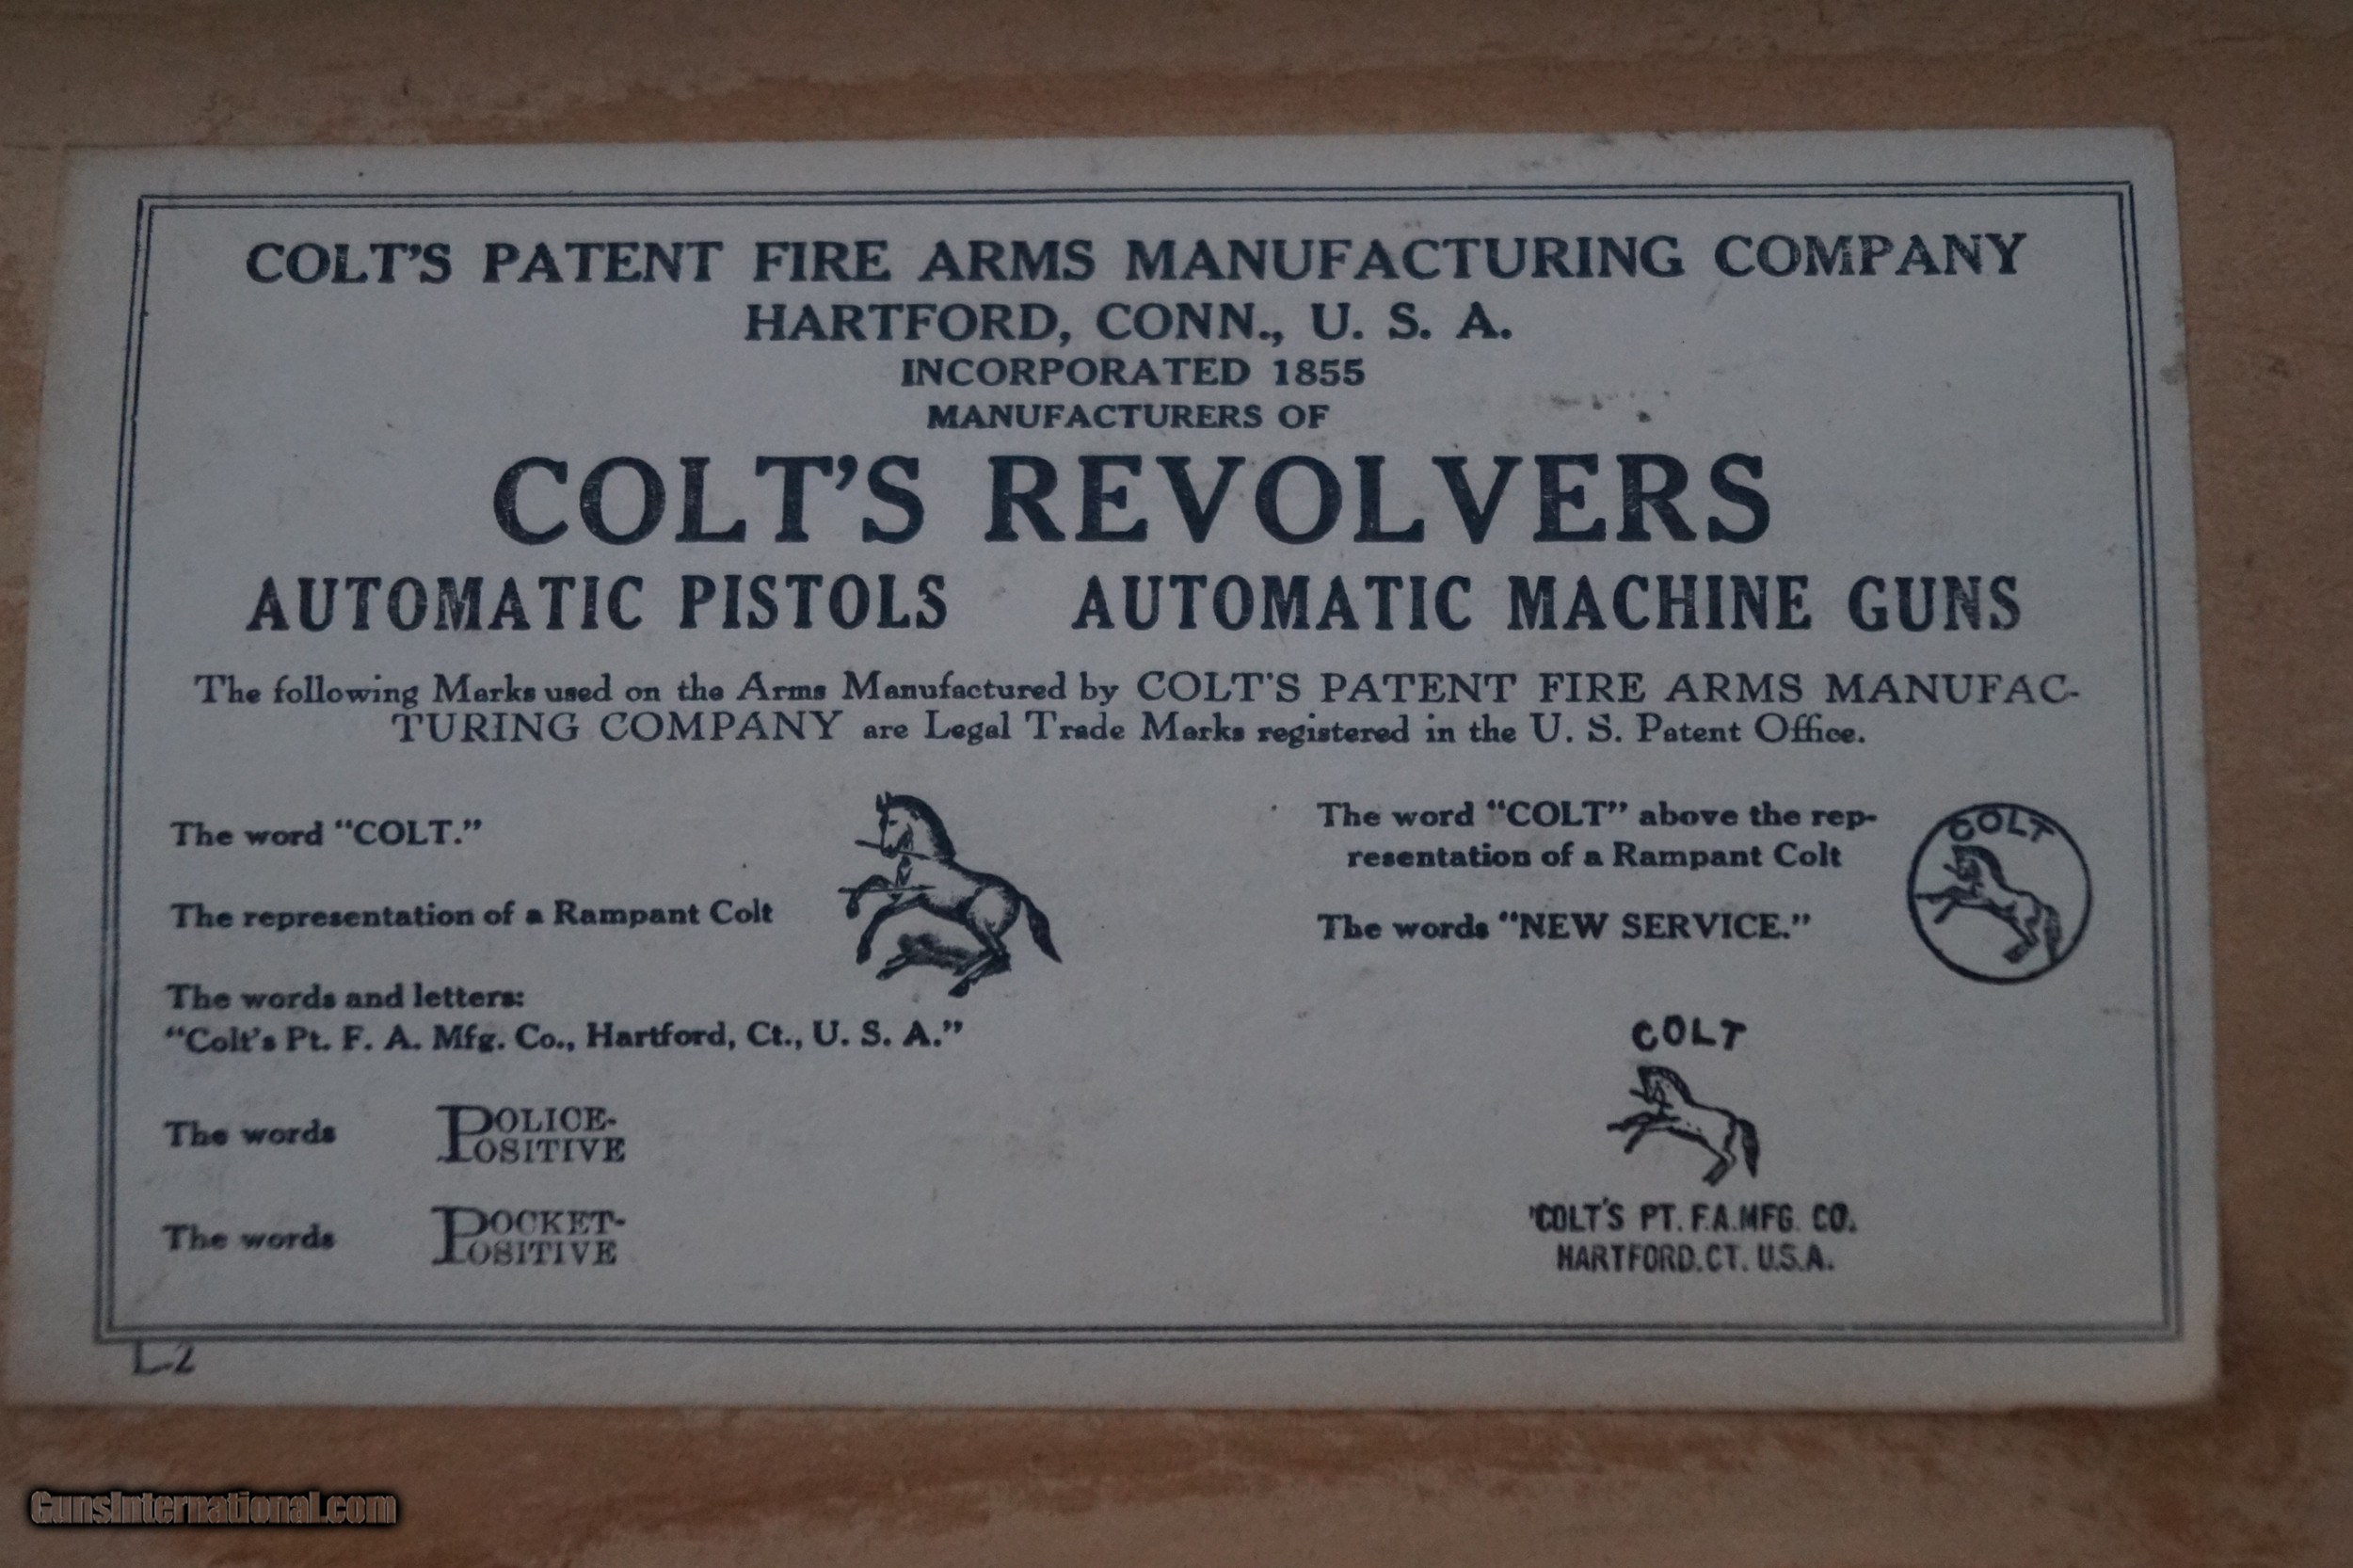 COLT'S PATENT FIRE ARMS MANUFACTURING COMPANY
HARTFORD, CONN., U. S. A.
INCORPORATED 1855
MANUFACTURERS OF
COLT'S REVOLVERS
AUTOMATIC PISTOLS AUTOMATIC MACHINE GUNS
The following Marks used on the Arms Manufactured by COLT'S PATENT FIRE ARMS MANUFAC-
TURING COMPANY are Legal Trade Marks registered in the U. S. Patent Office.
The word "COLT."
The representation of a Rampant Colt
The words and letters:
"Colt's Pt. F. A. Mfg. Co., Hartford, Ct., U. S. A."
The words POLICE-
POSITIVE
The words POCKET-
POSITIVE
The word "COLT" above the rep-
resentation of a Rampant Colt
COLT
The words "NEW SERVICE."
COLT
'COLT'S PT. F.A.MFG. CO.
HARTFORD.CT. U.S.A.
L-2
GunsInternational.com